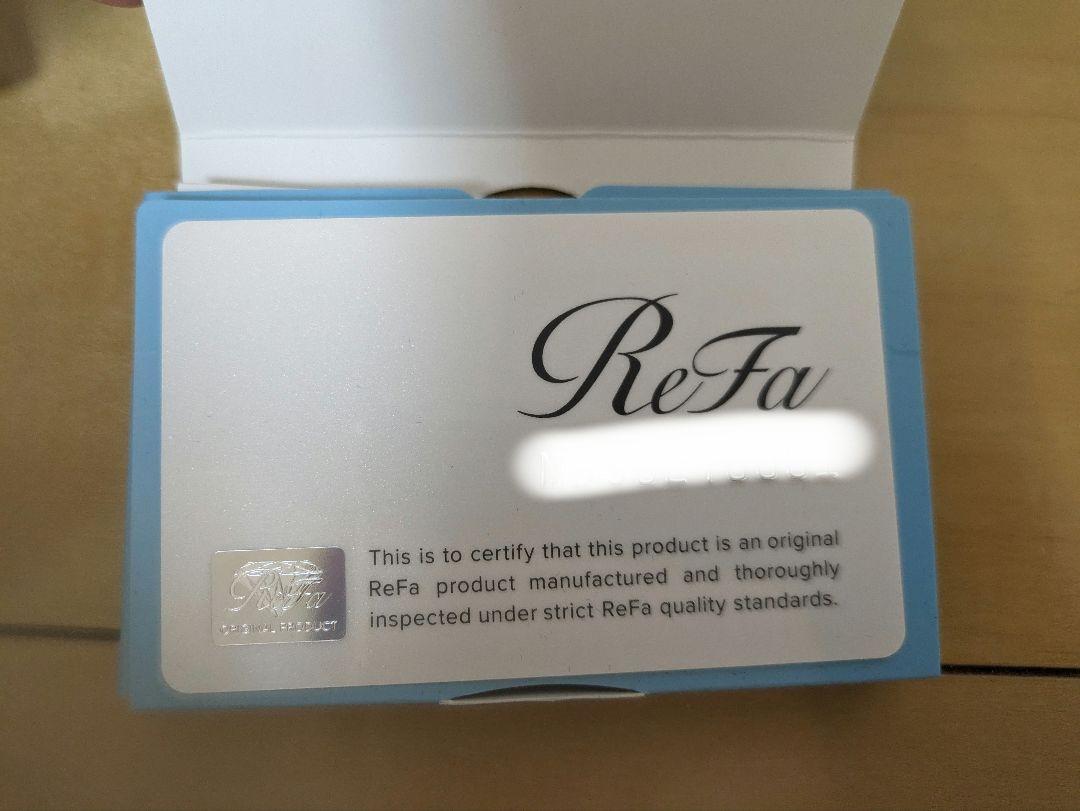 ReFa
This is to certify that this product is an original
ReFa product manufactured and thoroughly
inspected under strict ReFa quality standards.
ReFa
ORIGINAL PRODUCT